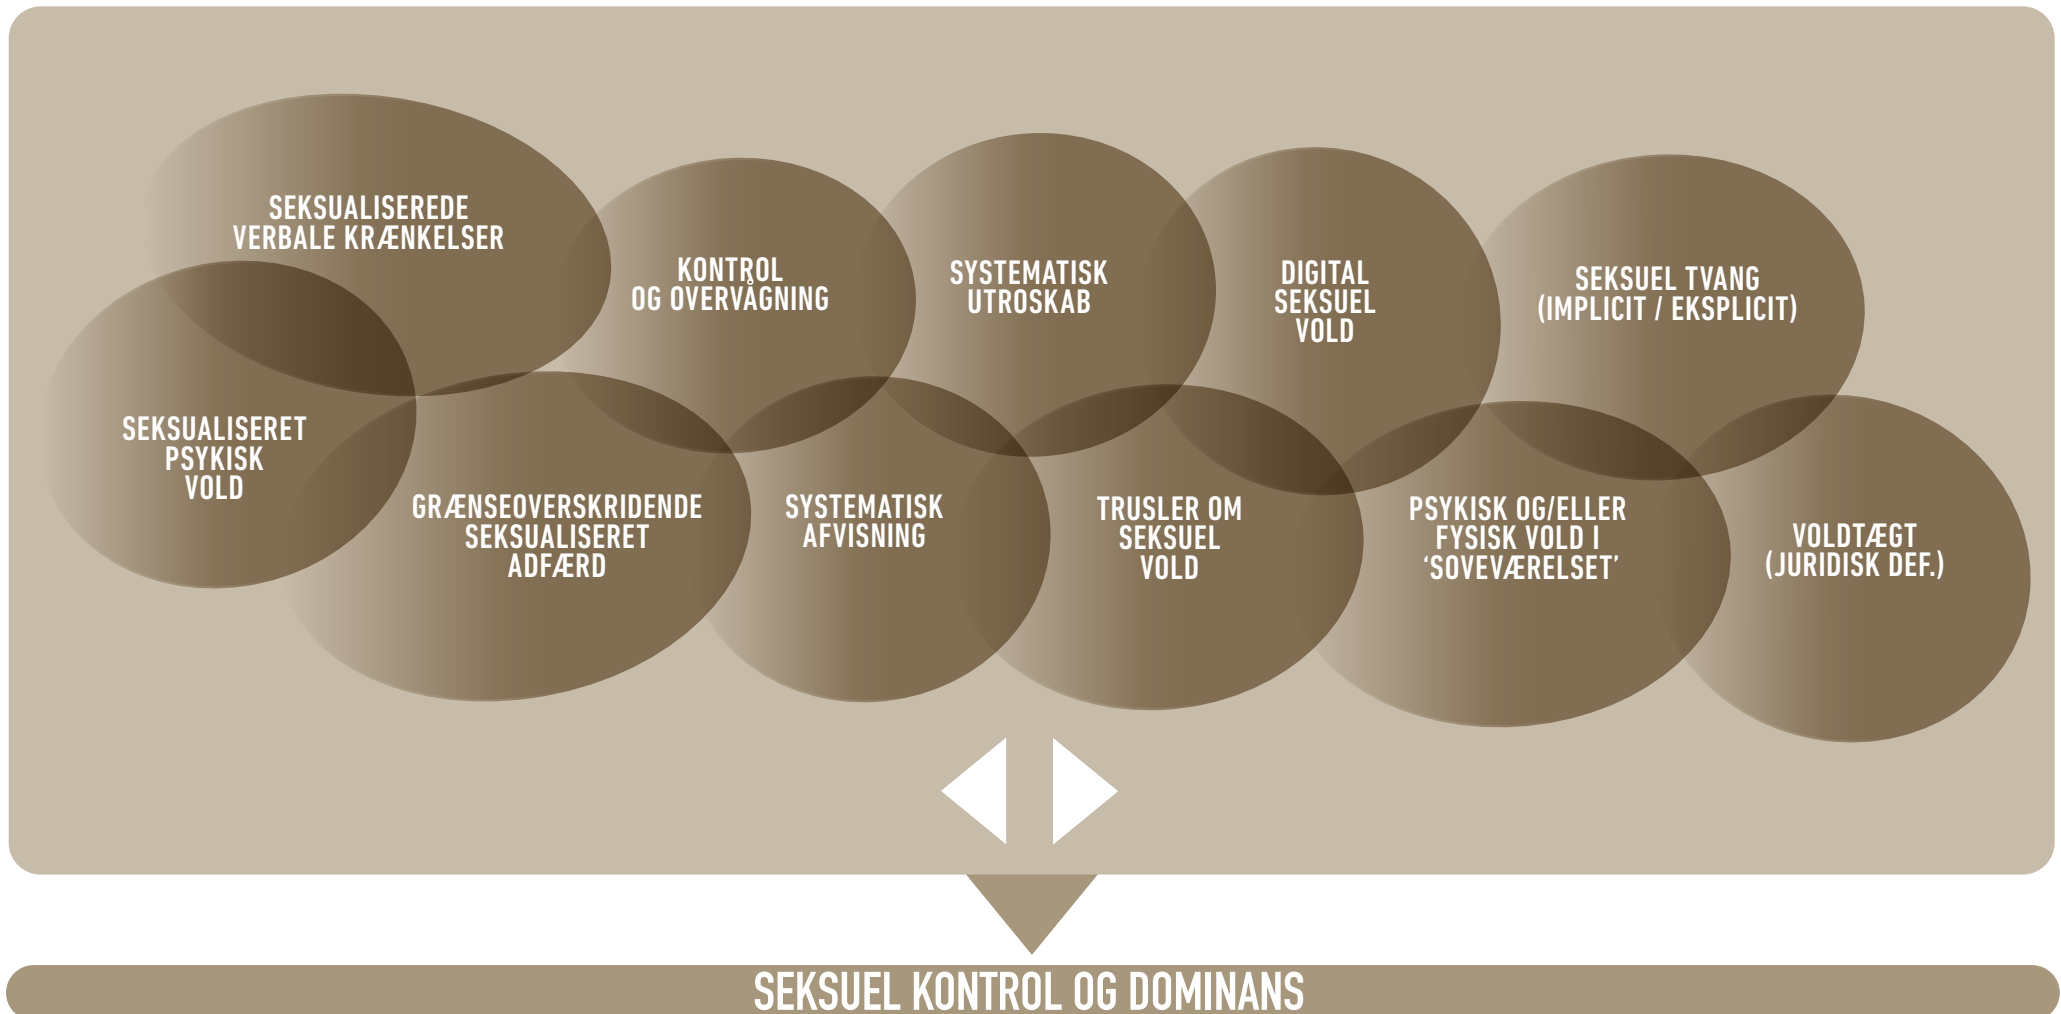 SEKSUALISEREDE
VERBALE KRÆNKELSER
KONTROL
OG OVERVÅGNING
SYSTEMATISK
UTROSKAB
DIGITAL
SEKSUEL
VOLD
SEKSUEL TVANG
(IMPLICIT / EKSPLICIT)
SEKSUALISERET
PSYKISK
VOLD
GRÆNSEOVERSKRIDENDE
SEKSUALISERET
ADFÆRD
SYSTEMATISK
AFVISNING
TRUSLER OM
SEKSUEL
VOLD
PSYKISK OG/ELLER
FYSISK VOLD I
‘SOVEVÆRELSET’
VOLDTÆGT
(JURIDISK DEF.)
SEKSUEL KONTROL OG DOMINANS